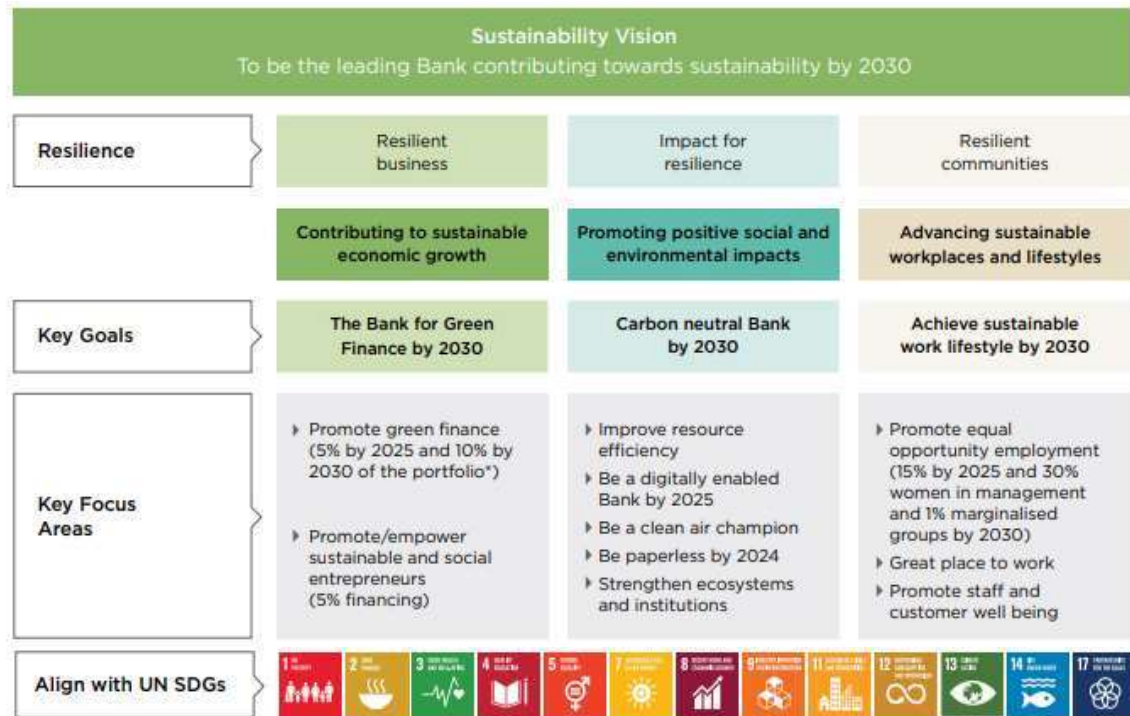 Sustainability Vision
To be the leading Bank contributing towards sustainability by 2030
Resilience
Resilient
business
Impact for
resilience
Resilient
communities
Contributing to sustainable
economic growth
Promoting positive social and
environmental impacts
Advancing sustainable
workplaces and lifestyles
Key Goals
The Bank for Green
Finance by 2030
Carbon neutral Bank
by 2030
Achieve sustainable
work lifestyle by 2030
Key Focus
Areas
Promote green finance
(5% by 2025 and 10% by
2030 of the portfolio*)
Promote/empower
sustainable and social
entrepreneurs
(5% financing)
Improve resource
efficiency
Be a digitally enabled
Bank by 2025
Be a clean air champion
Be paperless by 2024
Strengthen ecosystems
and institutions
Promote equal
opportunity employment
(15% by 2025 and 30%
women in management
and 1% marginalised
groups by 2030)
Great place to work
Promote staff and
customer well being
Align with UN SDGs
1
2
3
4
5
7
8
9
11
12
13
14
17